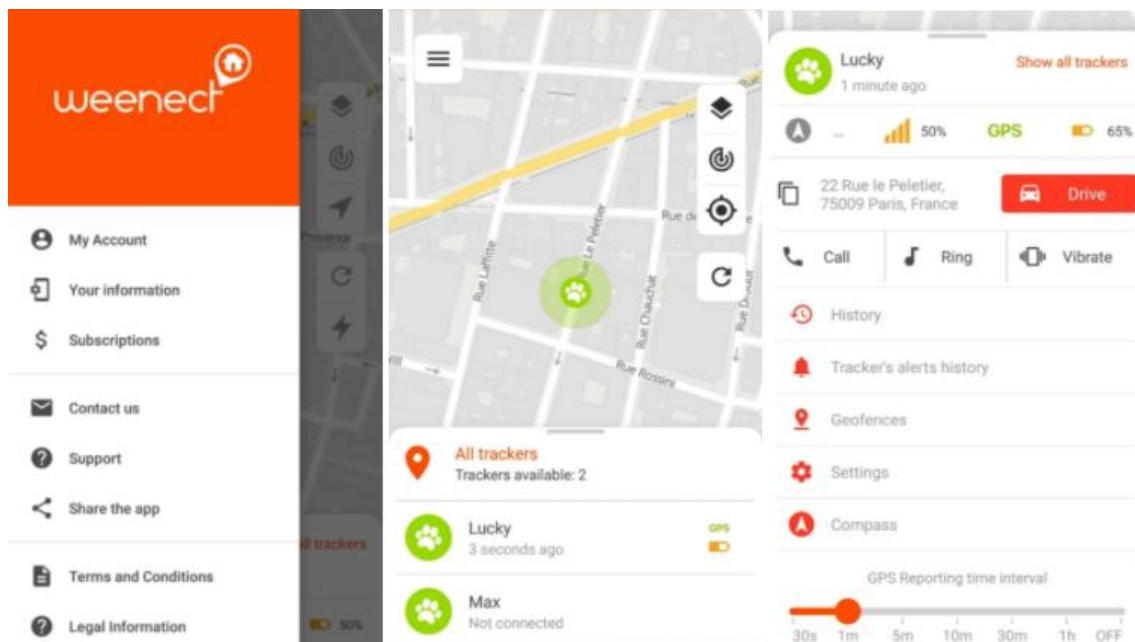 weenect
My Account
Your information
Subscriptions
Contact us
Support
Share the app
Terms and Conditions
Legal Information
Provence
all trackers
50%
Rue Laffitte
Rue Le Peletier
Rue Chauchat
Rue Rossini
Rue de
Rue Drouot
Rue
All trackers
Trackers available: 2
Lucky
GPS
3 seconds ago
Max
Not connected
Lucky
Show all trackers
1 minute ago
--
50%
GPS
65%
22 Rue le Peletier,
75009 Paris, France
Drive
Call
Ring
Vibrate
History
Tracker's alerts history
Geofences
Settings
Compass
GPS Reporting time interval
30s 1m 5m 10m 30m 1h OFF